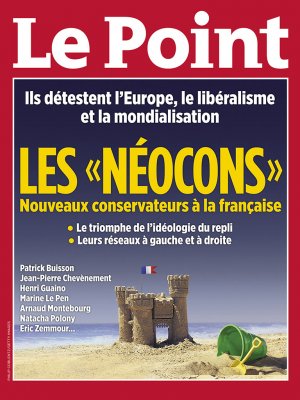 Le Point
Ils détestent l'Europe, le libéralisme
et la mondialisation
LES «NÉOCONS»
Nouveaux conservateurs à la française
• Le triomphe de l'idéologie du repli
• Leurs réseaux à gauche et à droite
Patrick Buisson
Jean-Pierre Chevènement
Henri Guaino
Marine Le Pen
Arnaud Montebourg
Natacha Polony
Eric Zemmour...